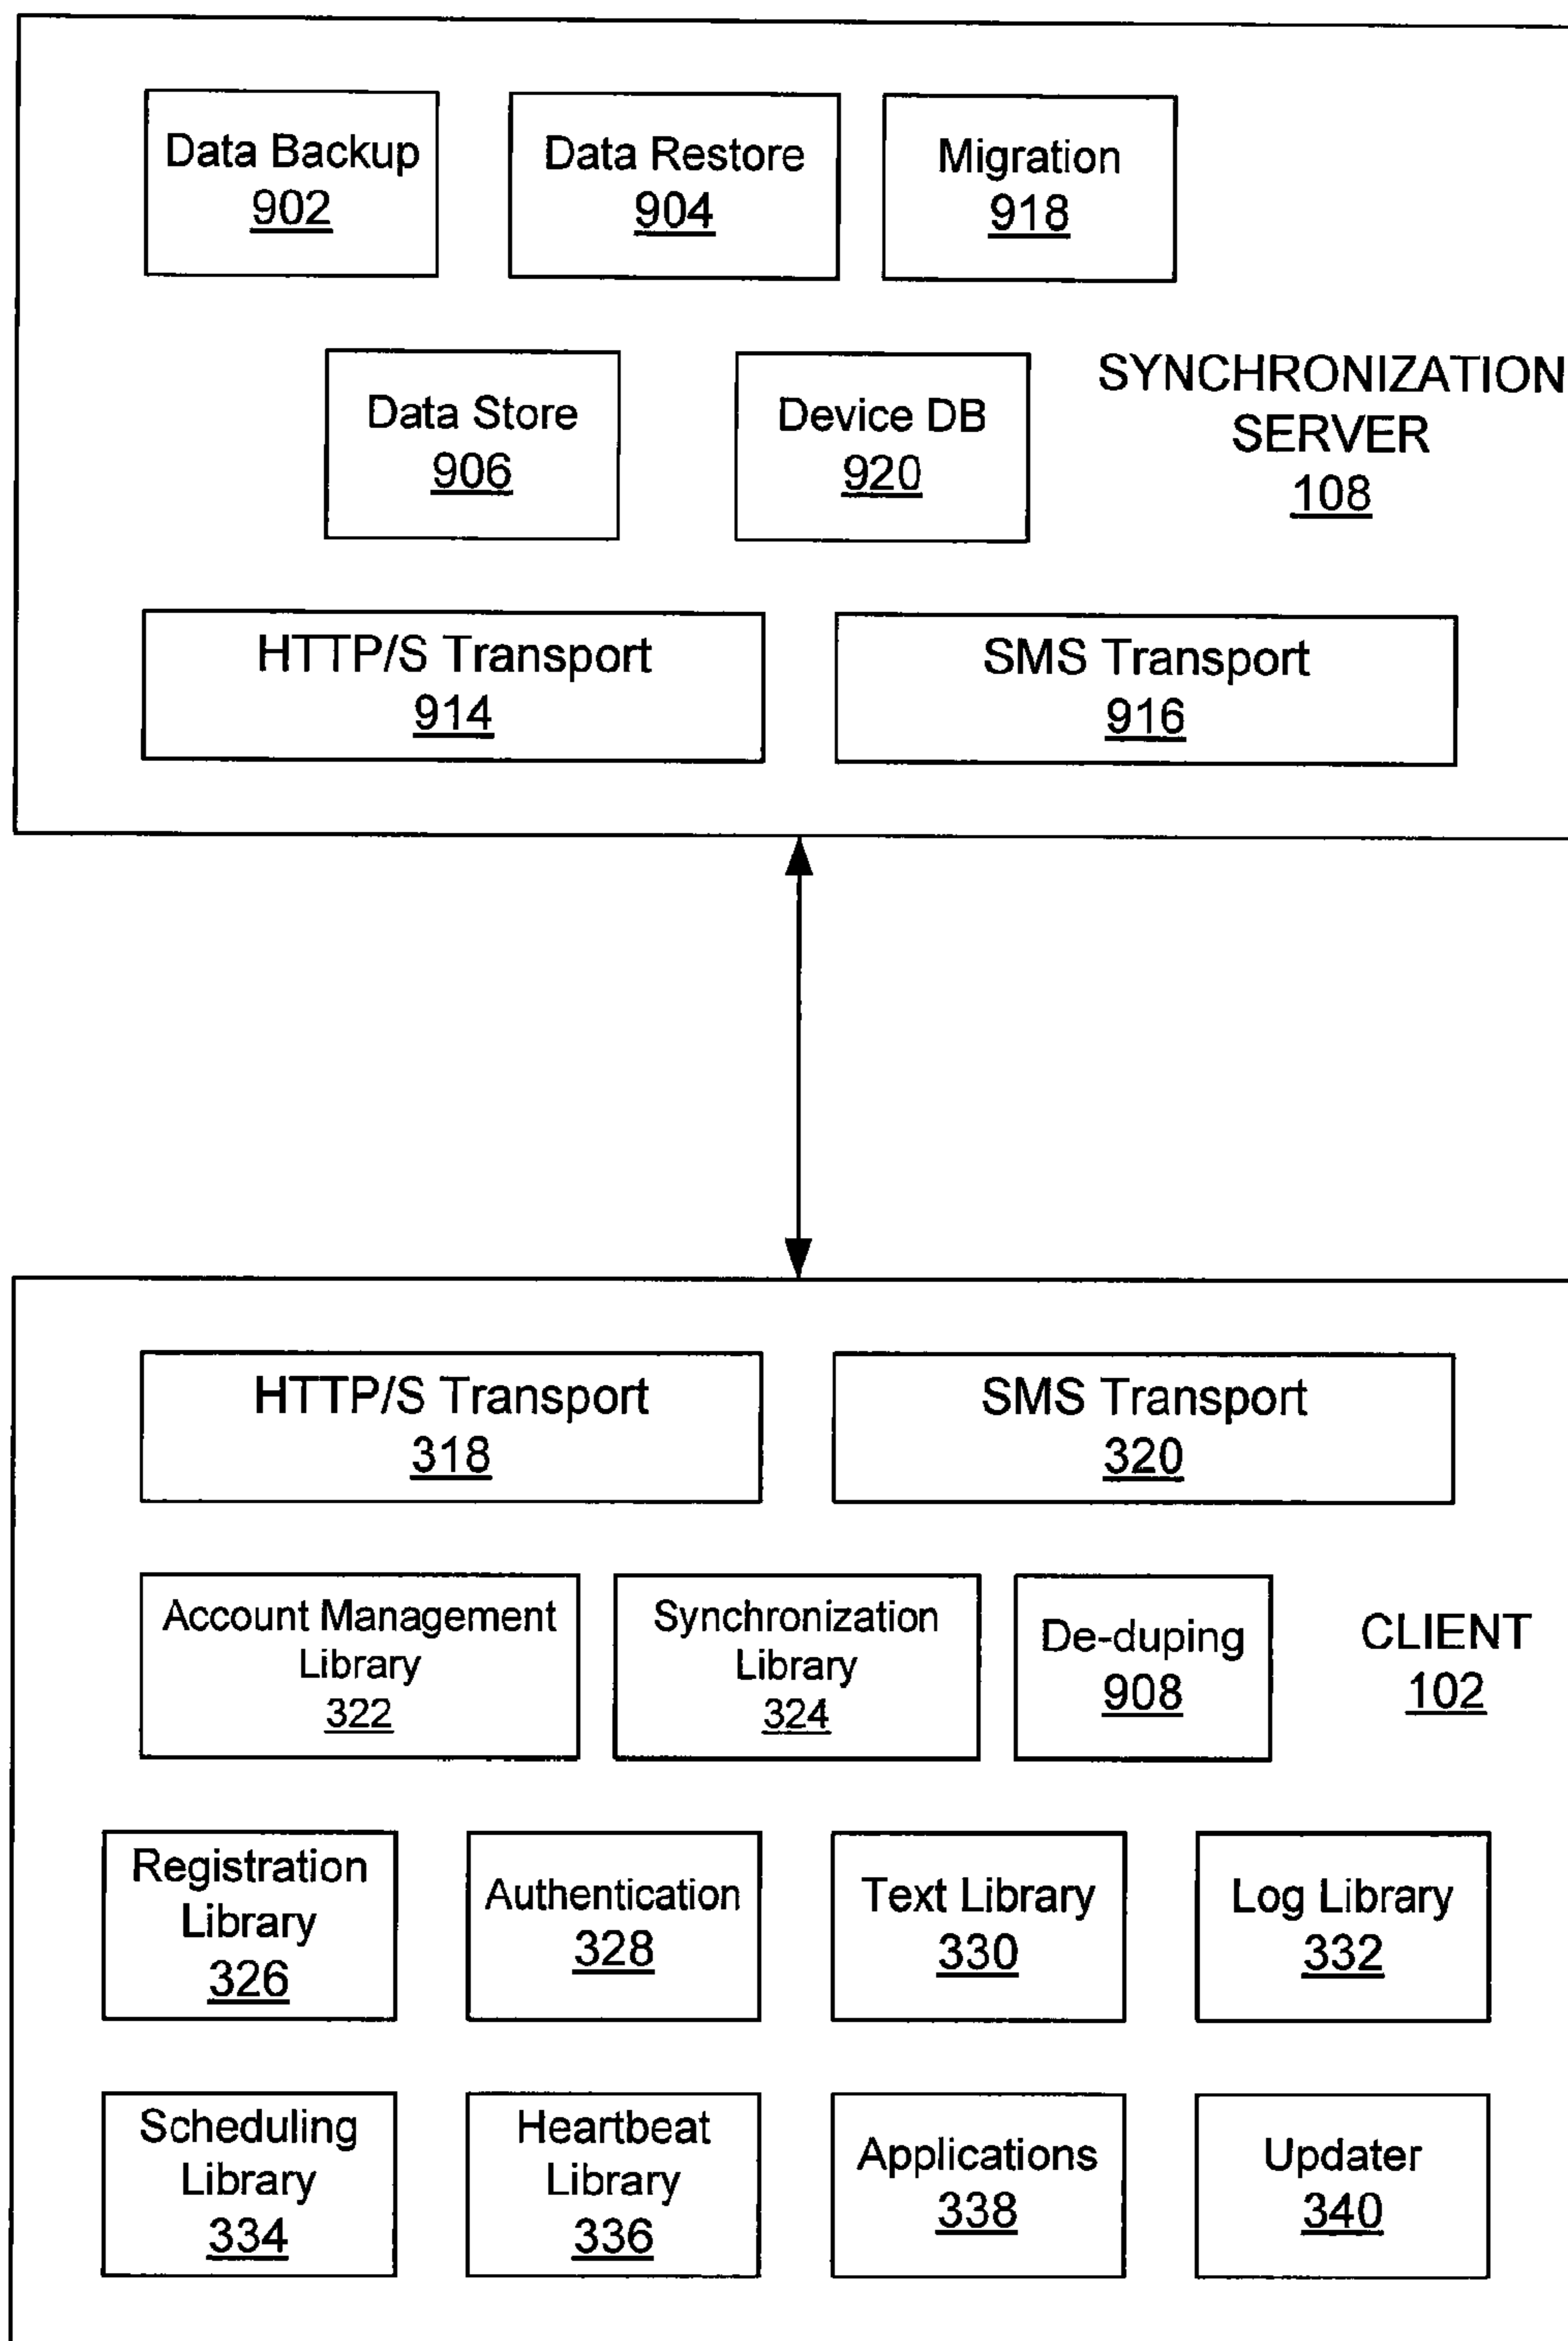 Data Backup
902
Data Restore
904
Migration
918
Data Store
906
Device DB
920
SYNCHRONIZATION
SERVER
108
HTTP/S Transport
914
SMS Transport
916
HTTP/S Transport
318
SMS Transport
320
Account Management
Library
322
Synchronization
Library
324
De-duping
908
CLIENT
102
Registration
Library
326
Authentication
328
Text Library
330
Log Library
332
Scheduling
Library
334
Heartbeat
Library
336
Applications
338
Updater
340